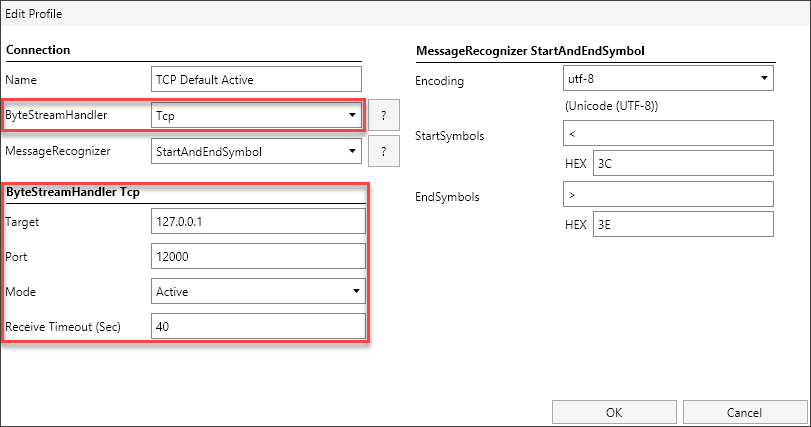 Edit Profile
Connection
Name TCP Default Active
ByteStreamHandler Tcp ?
MessageRecognizer StartAndEndSymbol ?
ByteStreamHandler Tcp
Target 127.0.0.1
Port 12000
Mode Active
Receive Timeout (Sec) 40
MessageRecognizer StartAndEndSymbol
Encoding utf-8
(Unicode (UTF-8))
StartSymbols <
HEX 3C
EndSymbols >
HEX 3E
OK Cancel